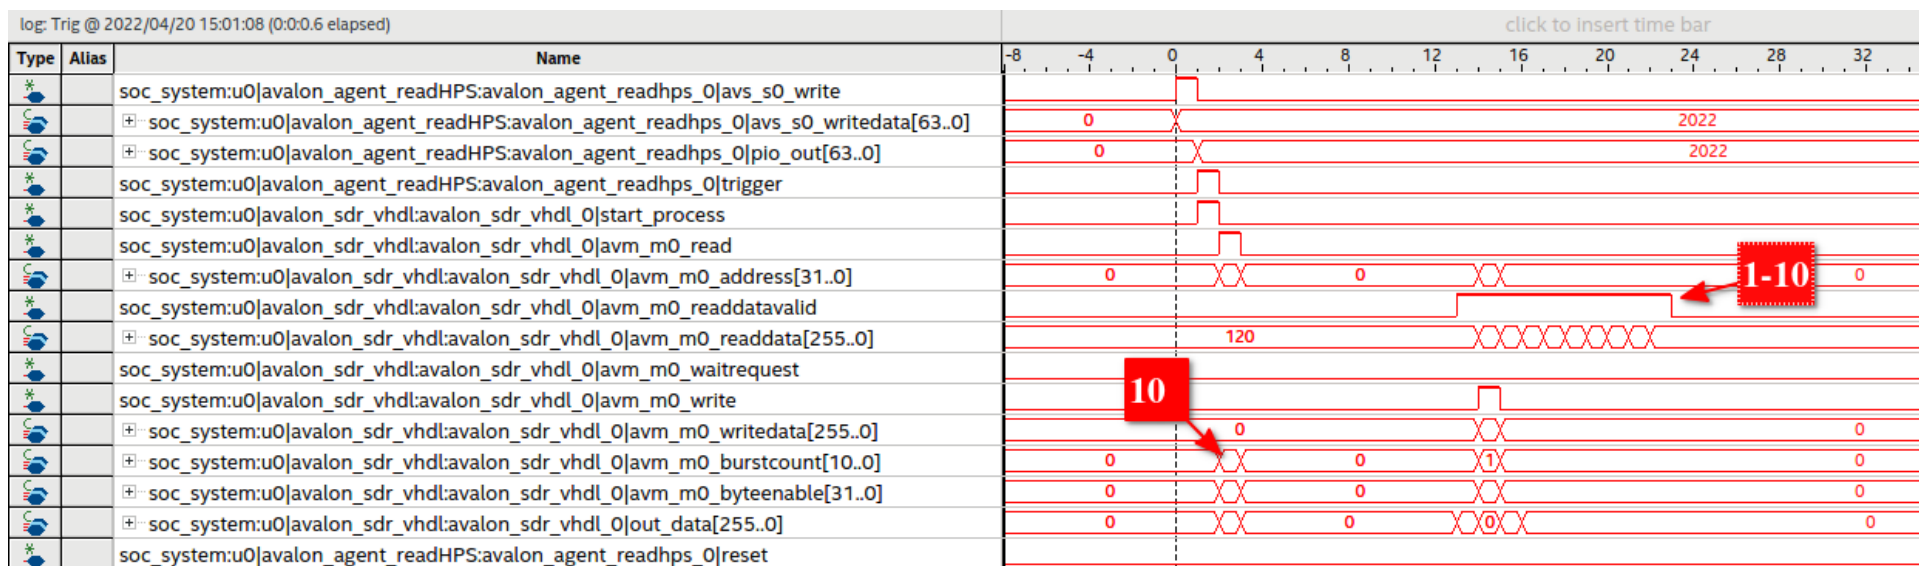 log: Trig @ 2022/04/20 15:01:08 (0:0:0.6 elapsed) click to insert time bar
Type Alias Name -8 -4 0 4 8 12 16 20 24 28 32
soc_system:u0|avalon_agent_readHPS:avalon_agent_readhps_0|avs_s0_write
soc_system:u0|avalon_agent_readHPS:avalon_agent_readhps_0|avs_s0_writedata[63..0] 0 2022
soc_system:u0|avalon_agent_readHPS:avalon_agent_readhps_0|pio_out[63..0] 0 2022
soc_system:u0|avalon_agent_readHPS:avalon_agent_readhps_0|trigger
soc_system:u0|avalon_sdr_vhdl:avalon_sdr_vhdl_0|start_process
soc_system:u0|avalon_sdr_vhdl:avalon_sdr_vhdl_0|avm_m0_read
soc_system:u0|avalon_sdr_vhdl:avalon_sdr_vhdl_0|avm_m0_address[31..0] 0 0 1-10 0
soc_system:u0|avalon_sdr_vhdl:avalon_sdr_vhdl_0|avm_m0_readdatavalid
soc_system:u0|avalon_sdr_vhdl:avalon_sdr_vhdl_0|avm_m0_readdata[255..0] 120
soc_system:u0|avalon_sdr_vhdl:avalon_sdr_vhdl_0|avm_m0_waitrequest
10
soc_system:u0|avalon_sdr_vhdl:avalon_sdr_vhdl_0|avm_m0_write
soc_system:u0|avalon_sdr_vhdl:avalon_sdr_vhdl_0|avm_m0_writedata[255..0] 0 0
soc_system:u0|avalon_sdr_vhdl:avalon_sdr_vhdl_0|avm_m0_burstcount[10..0] 0 0 1 0
soc_system:u0|avalon_sdr_vhdl:avalon_sdr_vhdl_0|avm_m0_byteenable[31..0] 0 0 0
soc_system:u0|avalon_sdr_vhdl:avalon_sdr_vhdl_0|out_data[255..0] 0 0 0 0
soc_system:u0|avalon_agent_readHPS:avalon_agent_readhps_0|reset